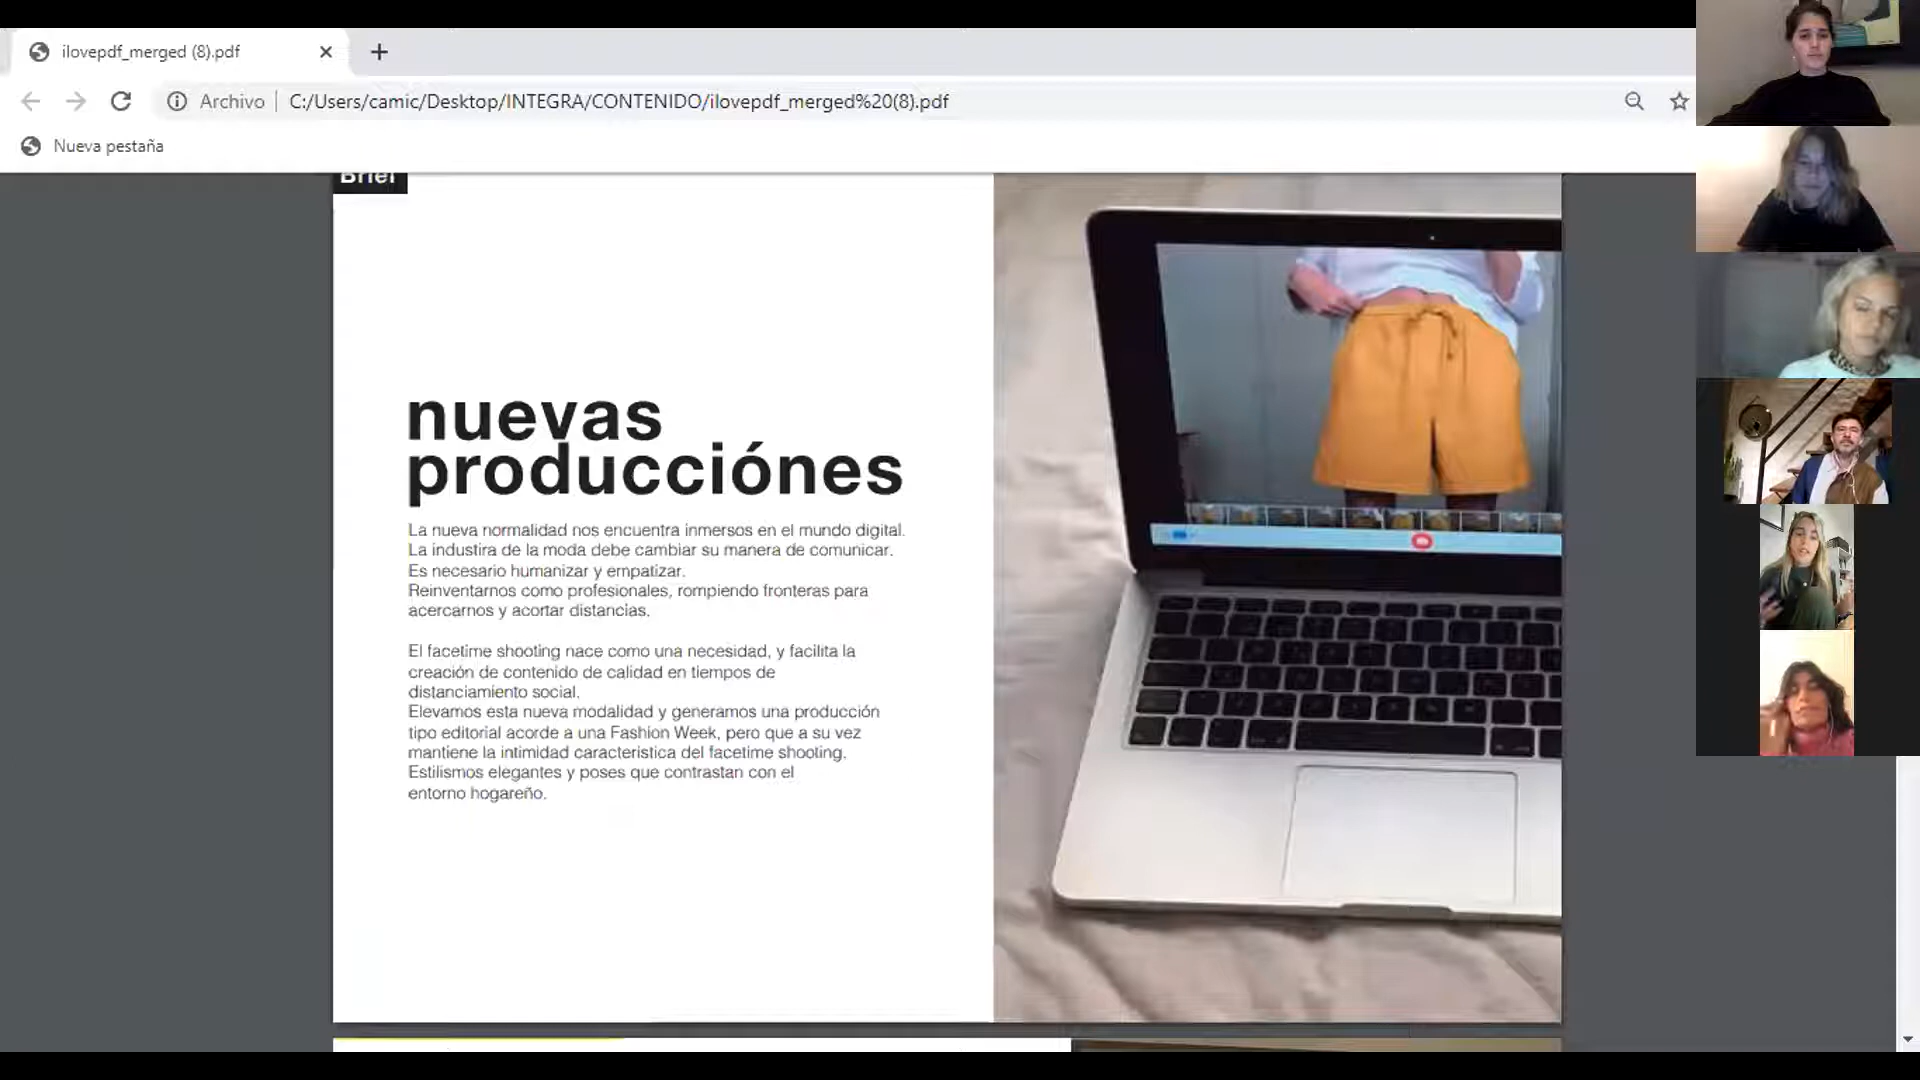 ilovepdf_merged (8).pdf
Archivo
C:/Users/camic/Desktop/INTEGRA/CONTENIDO/ilovepdf_merged%20(8).pdf
Nueva pestaña
Brief
nuevas
producciónes
La nueva normalidad nos encuentra inmersos en el mundo digital.
La industira de la moda debe cambiar su manera de comunicar.
Es necesario humanizar y empatizar.
Reinventarnos como profesionales, rompiendo fronteras para
acercarnos y acortar distancias.
El facetime shooting nace como una necesidad, y facilita la
creación de contenido de calidad en tiempos de
distanciamiento social.
Elevamos esta nueva modalidad y generamos una producción
tipo editorial acorde a una Fashion Week, pero que a su vez
mantiene la intimidad caracteristica del facetime shooting.
Estilismos elegantes y poses que contrastan con el
entorno hogareño.